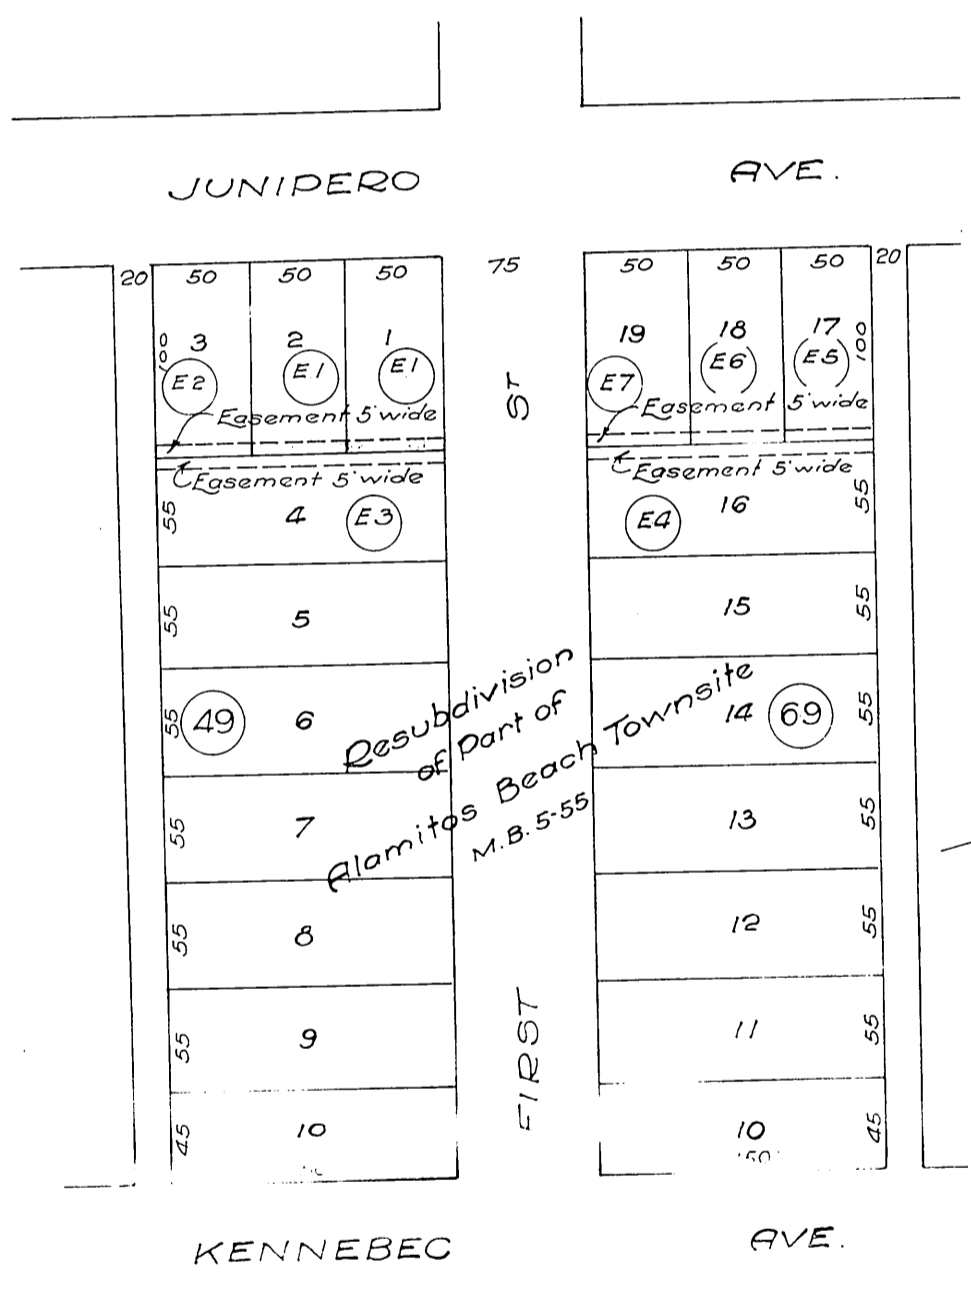 JUNIPERO AVE.
20 50 50 50 75 50 50 50 20
3 2 1 19 18 17
100 100
E2 E1 E1 E7 E6 E5
ST
Easement 5'wide Easement 5'wide
Easement 5'wide Easement 5'wide
55 4 E3 E4 16 55
55 5 15 55
55 49 6 14 69 55
Resubdivision
of Part of
Alamitos Beach Townsite
M.B. 5-55
55 7 13 55
55 8 12 55
55 9 11 55
FIRST
45 10 10 45
50
KENNEBEC AVE.